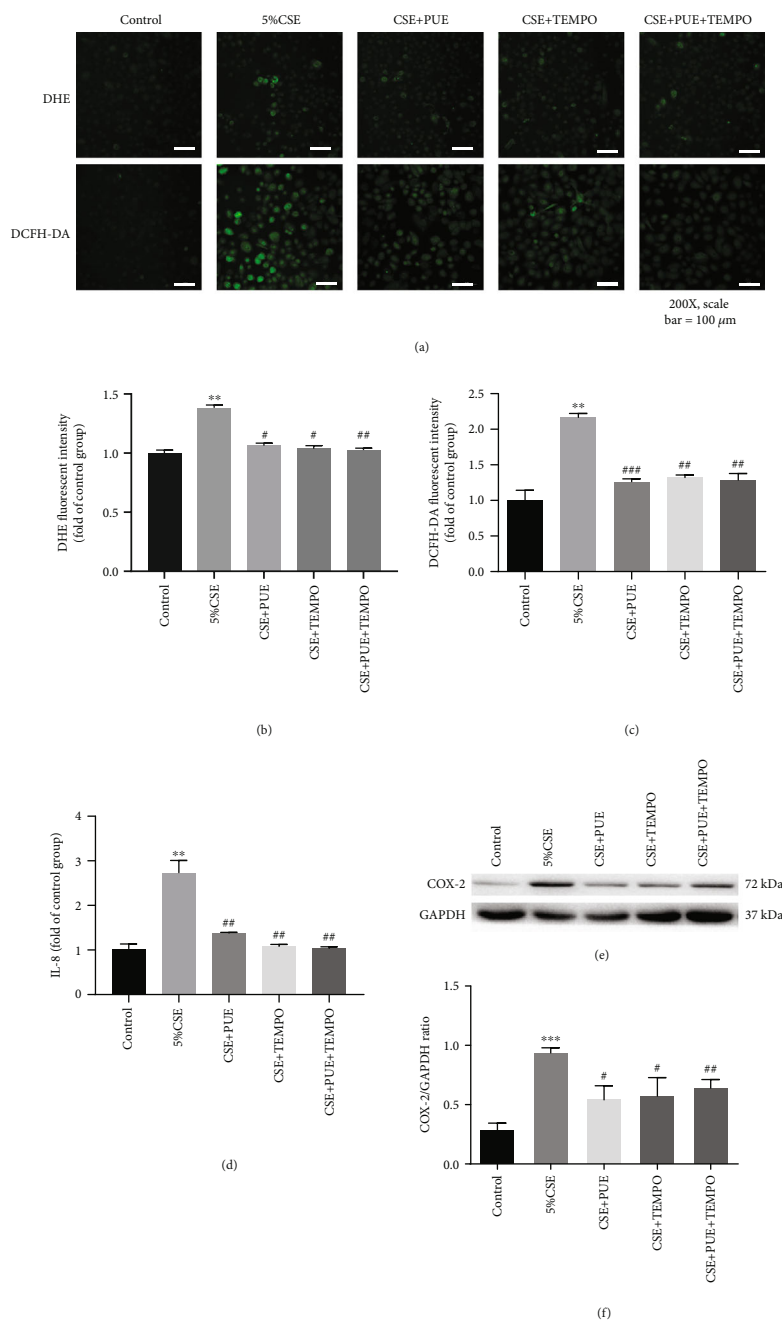 Control 5%CSE CSE+PUE CSE+TEMPO CSE+PUE+TEMPO
DHE
DCFH-DA
200X, scale
bar = 100 μm
(a)
DHE fluorescent intensity
(fold of control group)
1.5
1.0
0.5
0.0
**
#
#
##
Control
5%CSE
CSE+PUE
CSE+TEMPO
CSE+PUE+TEMPO
(b)
DCFH-DA fluorescent intensity
(fold of control group)
2.5
2.0
1.5
1.0
0.5
0.0
**
###
##
##
Control
5%CSE
CSE+PUE
CSE+TEMPO
CSE+PUE+TEMPO
(c)
IL-8 (fold of control group)
4
3
2
1
0
**
##
##
##
Control
5%CSE
CSE+PUE
CSE+TEMPO
CSE+PUE+TEMPO
(d)
Control
5%CSE
CSE+PUE
CSE+TEMPO
CSE+PUE+TEMPO
COX-2 72 kDa
GAPDH 37 kDa
(e)
COX-2/GAPDH ratio
1.5
1.0
0.5
0.0
***
#
#
##
Control
5%CSE
CSE+PUE
CSE+TEMPO
CSE+PUE+TEMPO
(f)